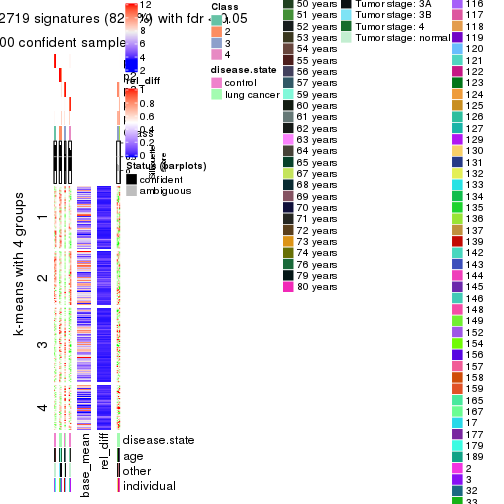 2719 signatures (82
) with fdr < 0.05
00 confident samples
12
10
8
6
4
2
rel_diff
1
0.8
0.6
0.4
0.2
0
Status (barplots)
confident
ambiguous
Silhouette
score
Class
1
2
3
4
disease.state
control
lung cancer
k-means with 4 groups
1
2
3
4
base_mean
rel_diff
disease.state
age
other
individual
50 years
51 years
52 years
53 years
54 years
55 years
56 years
57 years
59 years
60 years
61 years
62 years
63 years
64 years
65 years
67 years
68 years
69 years
70 years
71 years
72 years
73 years
74 years
76 years
79 years
80 years
Tumor stage: 3A
Tumor stage: 3B
Tumor stage: 4
Tumor stage: normal
116
117
118
119
120
121
122
123
124
125
126
127
129
130
131
132
133
134
135
136
137
139
142
143
144
145
146
148
149
152
154
156
157
158
159
165
167
17
177
179
189
2
3
32
33